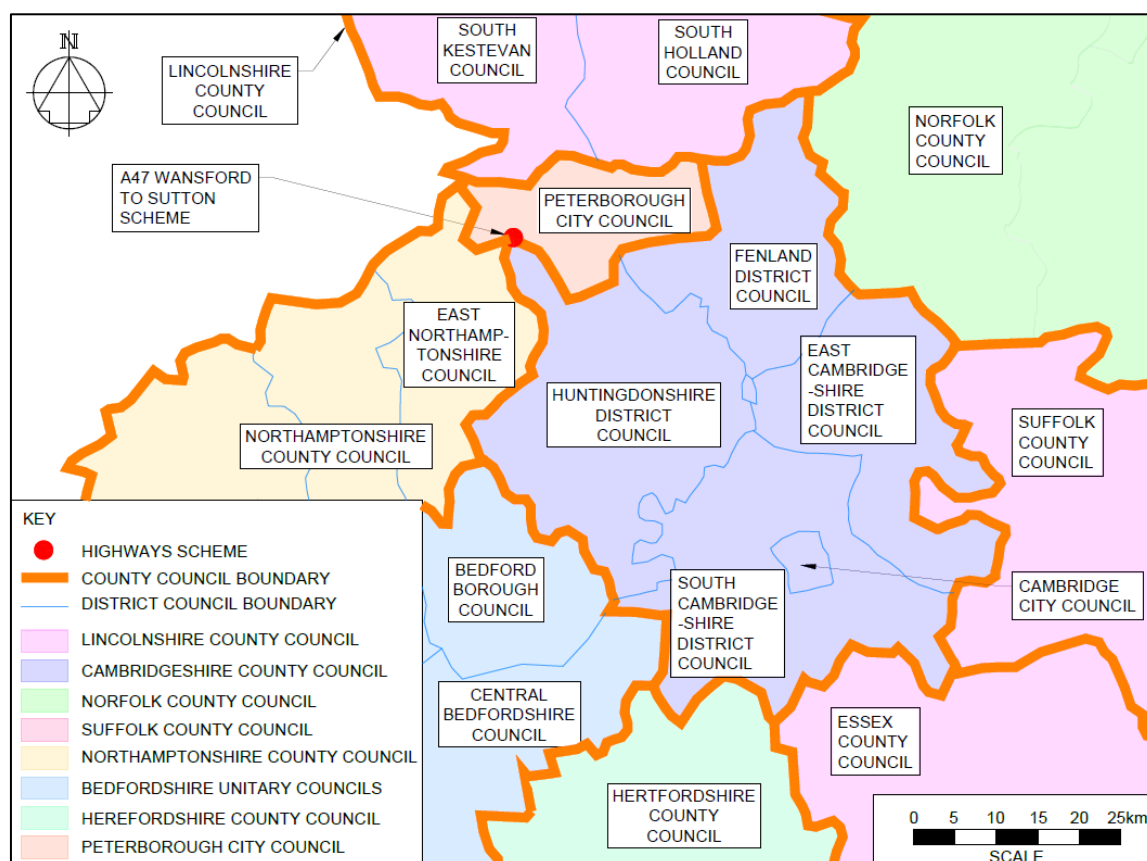 N
LINCOLNSHIRE
COUNTY
COUNCIL
SOUTH
KESTEVAN
COUNCIL
SOUTH
HOLLAND
COUNCIL
NORFOLK
COUNTY
COUNCIL
A47 WANSFORD
TO SUTTON
SCHEME
PETERBOROUGH
CITY COUNCIL
FENLAND
DISTRICT
COUNCIL
EAST
NORTHAMP-
TONSHIRE
COUNCIL
EAST
CAMBRIDGE
-SHIRE
DISTRICT
COUNCIL
HUNTINGDONSHIRE
DISTRICT
COUNCIL
SUFFOLK
COUNTY
COUNCIL
NORTHAMPTONSHIRE
COUNTY COUNCIL
BEDFORD
BOROUGH
COUNCIL
SOUTH
CAMBRIDGE
-SHIRE
DISTRICT
COUNCIL
CAMBRIDGE
CITY COUNCIL
CENTRAL
BEDFORDSHIRE
COUNCIL
ESSEX
COUNTY
COUNCIL
HERTFORDSHIRE
COUNTY
COUNCIL
KEY
HIGHWAYS SCHEME
COUNTY COUNCIL BOUNDARY
DISTRICT COUNCIL BOUNDARY
LINCOLNSHIRE COUNTY COUNCIL
CAMBRIDGESHIRE COUNTY COUNCIL
NORFOLK COUNTY COUNCIL
SUFFOLK COUNTY COUNCIL
NORTHAMPTONSHIRE COUNTY COUNCIL
BEDFORDSHIRE UNITARY COUNCILS
HEREFORDSHIRE COUNTY COUNCIL
PETERBOROUGH CITY COUNCIL
0 5 10 15 20 25km
SCALE